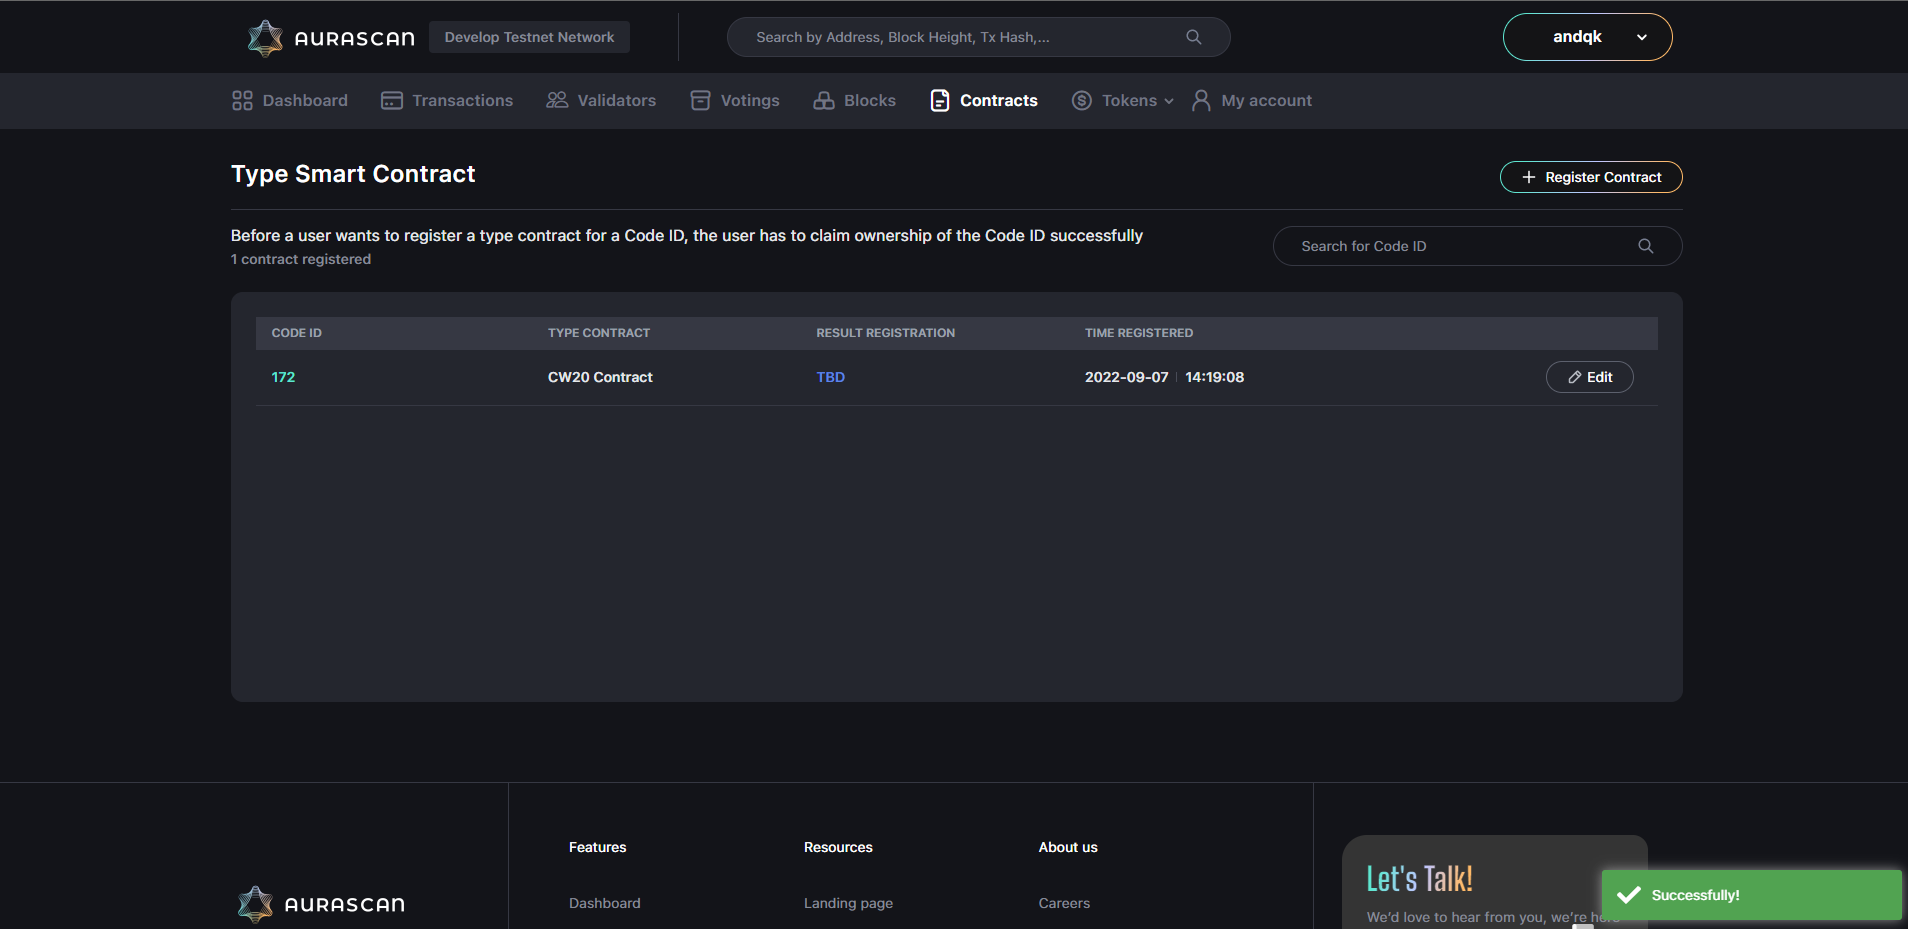 AURASCAN
Develop Testnet Network
Search by Address, Block Height, Tx Hash,...
andqk
Dashboard
Transactions
Validators
Votings
Blocks
Contracts
Tokens
My account
Type Smart Contract
Register Contract
Before a user wants to register a type contract for a Code ID, the user has to claim ownership of the Code ID successfully
1 contract registered
Search for Code ID
CODE ID TYPE CONTRACT RESULT REGISTRATION TIME REGISTERED
172 CW20 Contract TBD 2022-09-07 | 14:19:08 Edit
Features
Resources
About us
Let's Talk!
Successfully!
AURASCAN
Dashboard
Landing page
Careers
We'd love to hear from you, we're here